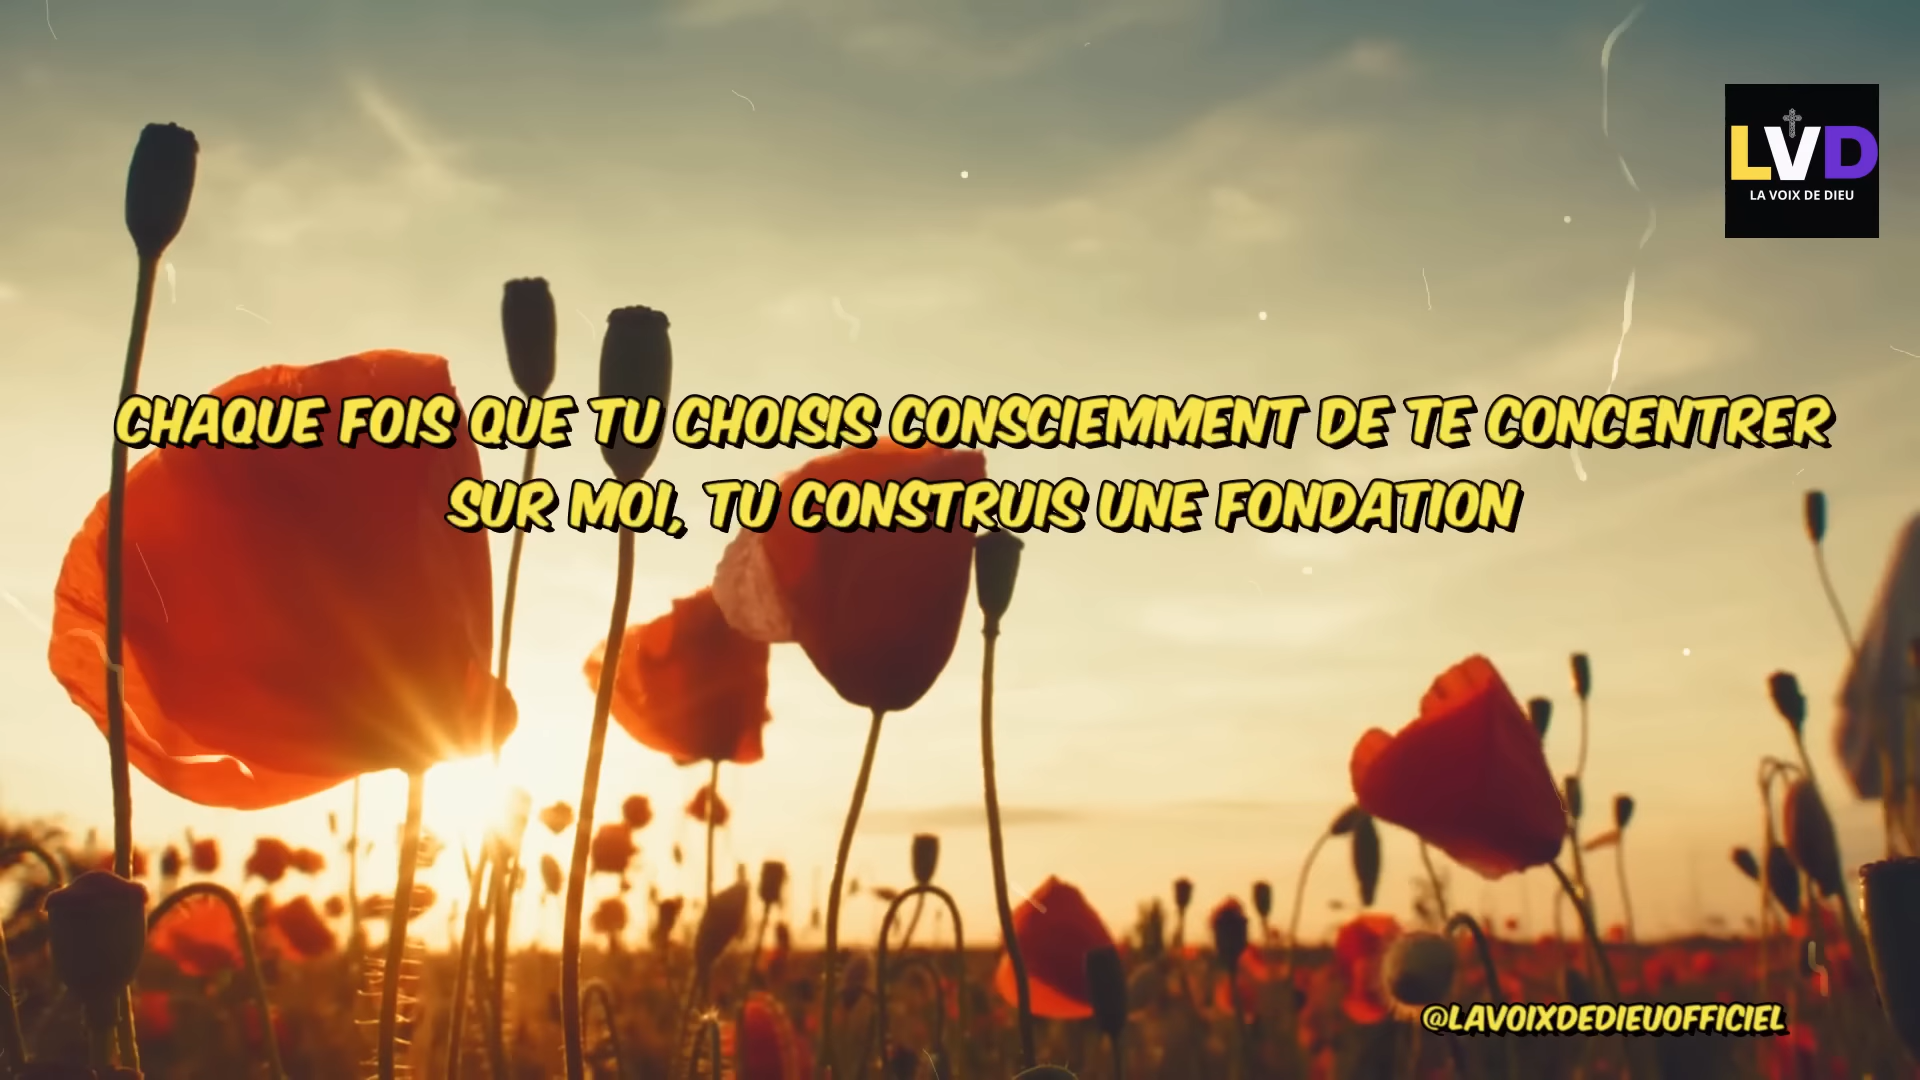 LVD
LA VOIX DE DIEU
CHAQUE FOIS QUE TU CHOISIS CONSCIEMMENT DE TE CONCENTRER
SUR MOI, TU CONSTRUIS UNE FONDATION
@LAVOIXDEDIEUOFFICIEL